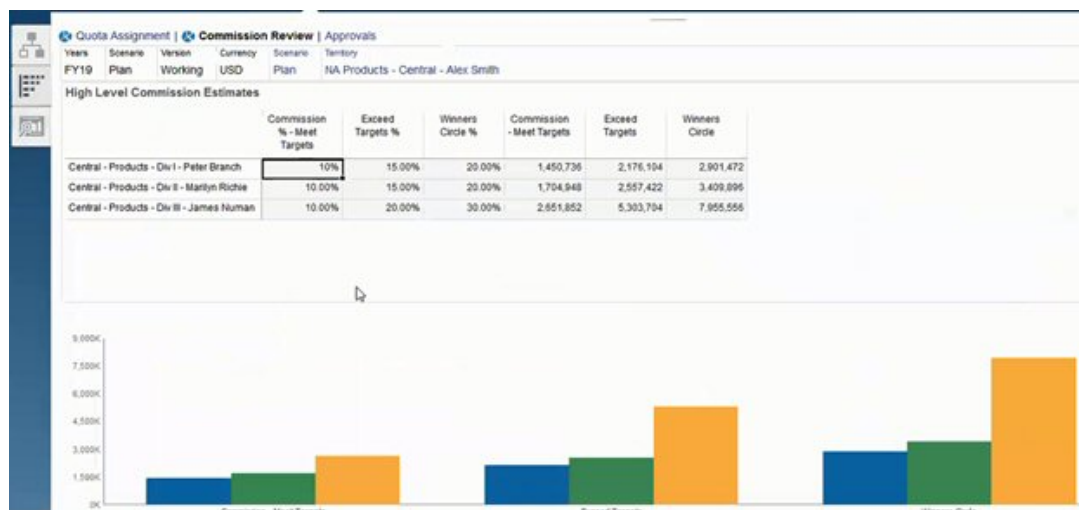 Quota Assignment | Commission Review | Approvals
Years Scenario Version Currency Scenario Territory
FY19 Plan Working USD Plan NA Products - Central - Alex Smith
High Level Commission Estimates
Commission % - Meet Targets Exceed Targets % Winners Circle % Commission - Meet Targets Exceed Targets Winners Circle
Central - Products - Div I - Peter Branch 10% 15.00% 20.00% 1,450,736 2,176,104 2,901,472
Central - Products - Div II - Marilyn Richie 10.00% 15.00% 20.00% 1,704,948 2,557,422 3,409,896
Central - Products - Div III - James Numan 10.00% 20.00% 30.00% 2,651,852 5,303,704 7,955,556
9,000K
7,500K
6,000K
4,500K
3,000K
1,500K
0K